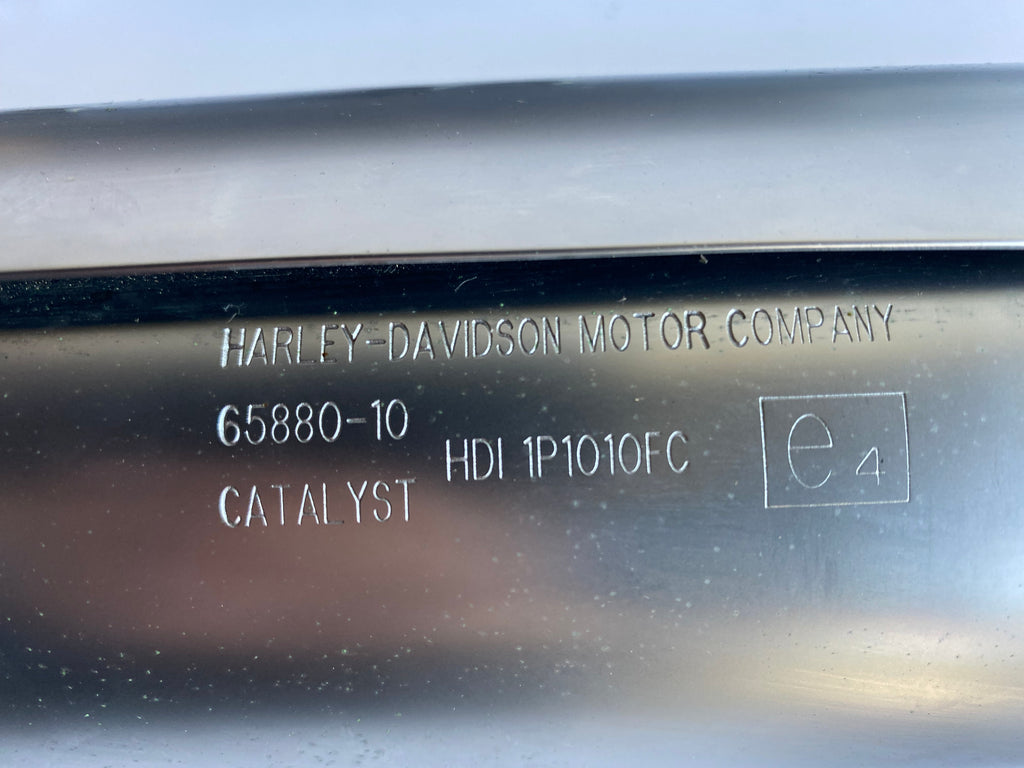 HARLEY-DAVIDSON MOTOR COMPANY
65880-10
HDI 1P1010FC
CATALYST
e4